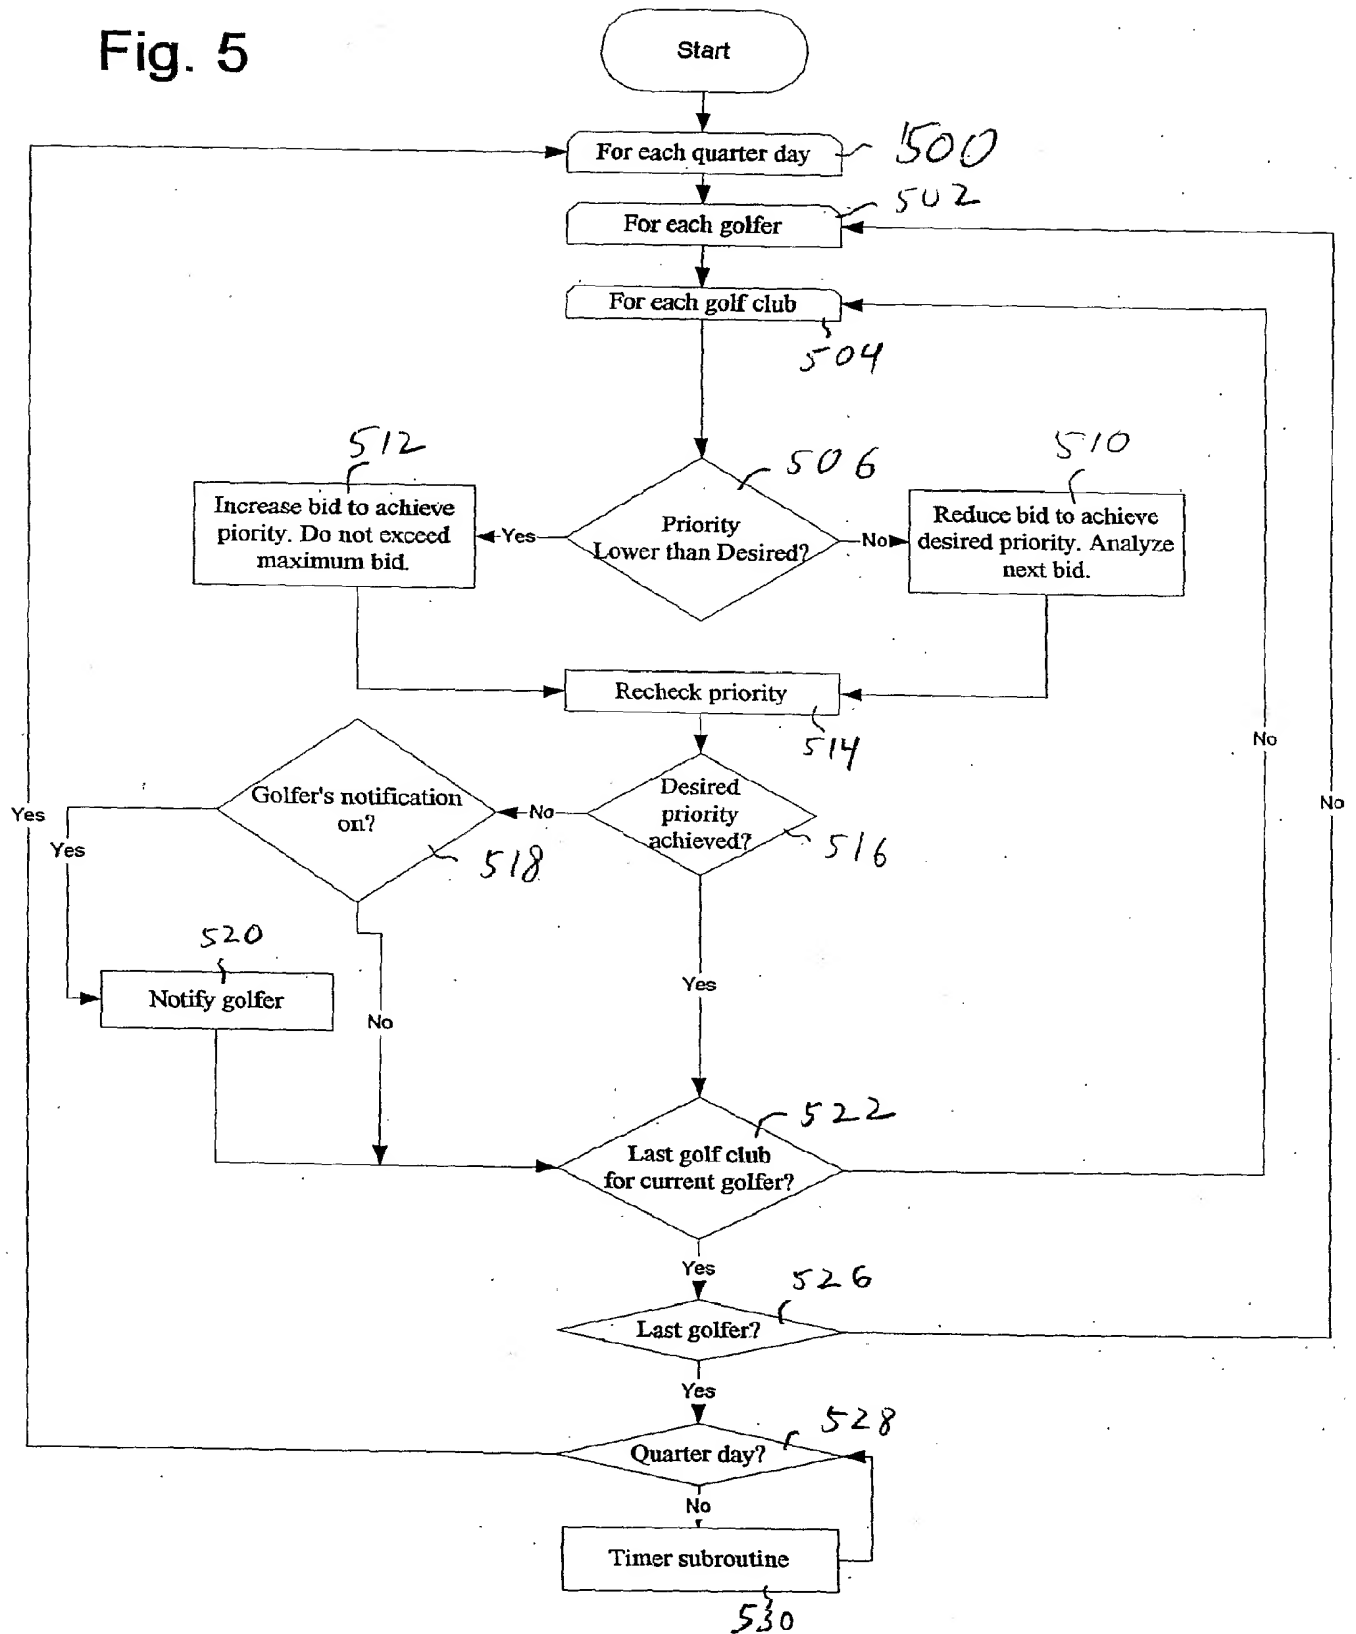 Fig. 5
Start
For each quarter day
500
502
For each golfer
For each golf club
504
512
506
510
Increase bid to achieve
piority. Do not exceed
maximum bid.
Yes
Priority
Lower than Desired?
No
Reduce bid to achieve
desired priority. Analyze
next bid.
Recheck priority
514
No
Golfer's notification
on?
No
Desired
priority
achieved?
No
Yes
Yes
518
516
520
Notify golfer
No
Yes
522
Last golf club
for current golfer?
Yes
526
Last golfer?
Yes
528
Quarter day?
No
Timer subroutine
530